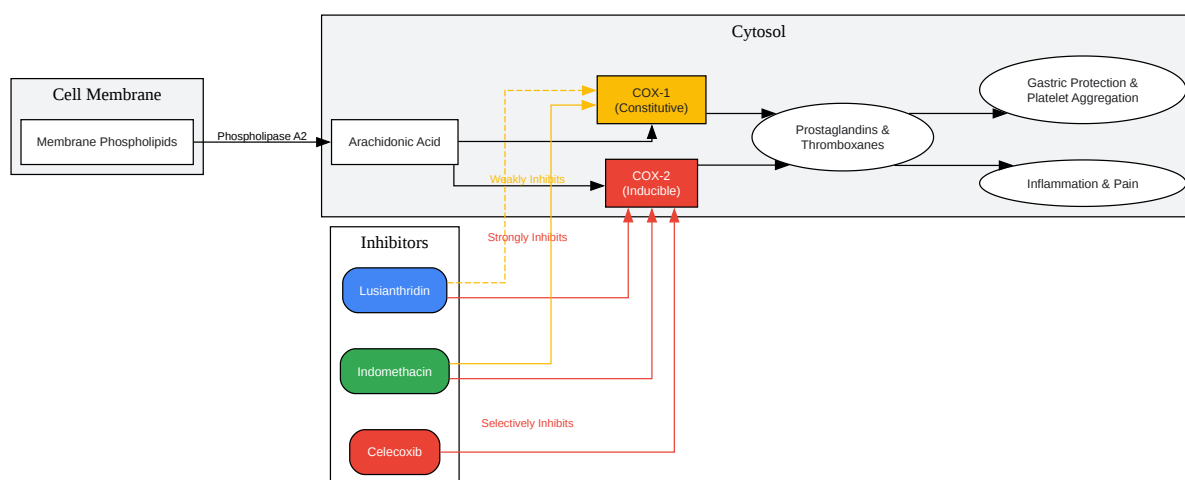 Cytosol
Cell Membrane
Membrane Phospholipids
Phospholipase A2
Arachidonic Acid
COX-1
(Constitutive)
COX-2
(Inducible)
Prostaglandins &
Thromboxanes
Gastric Protection &
Platelet Aggregation
Inflammation & Pain
Weakly Inhibits
Strongly Inhibits
Inhibitors
Lusianthridin
Indomethacin
Selectively Inhibits
Celecoxib